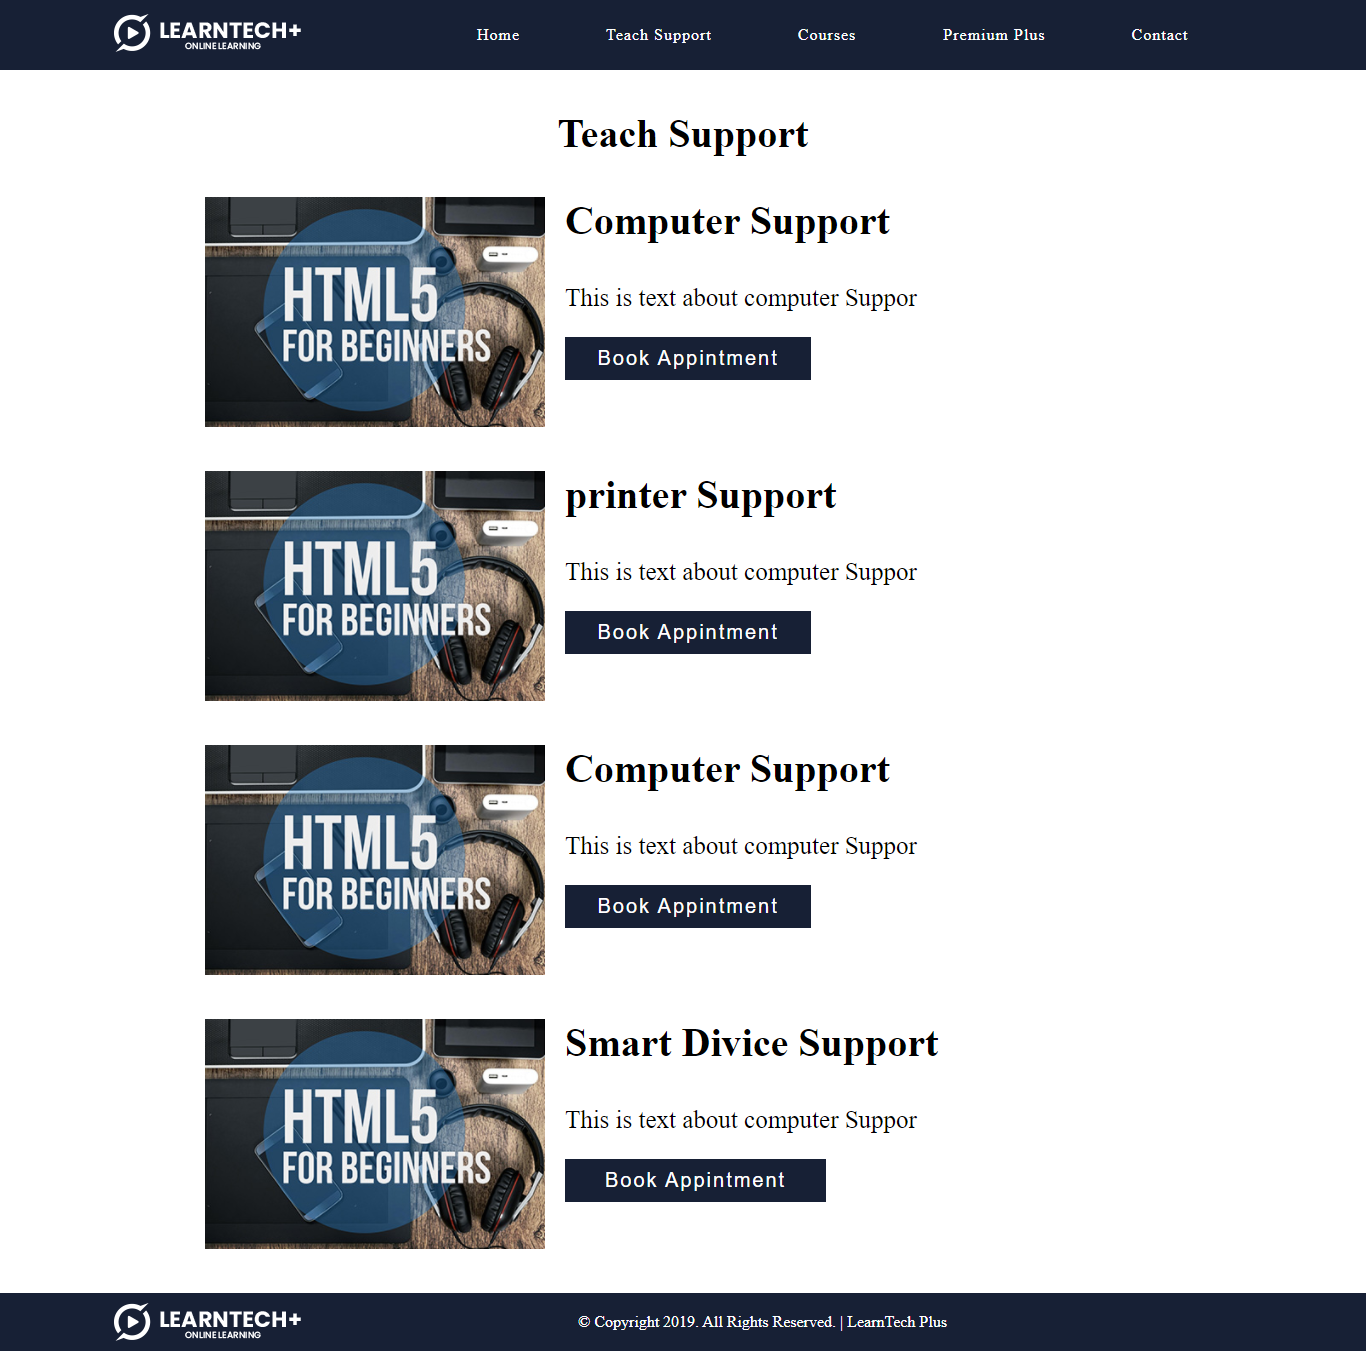 LEARNTECH+
ONLINE LEARNING
Home Teach Support Courses Premium Plus Contact
Teach Support
HTML5
FOR BEGINNERS
Computer Support
This is text about computer Suppor
Book Appintment
HTML5
FOR BEGINNERS
printer Support
This is text about computer Suppor
Book Appintment
HTML5
FOR BEGINNERS
Computer Support
This is text about computer Suppor
Book Appintment
HTML5
FOR BEGINNERS
Smart Divice Support
This is text about computer Suppor
Book Appintment
LEARNTECH+
ONLINE LEARNING
© Copyright 2019. All Rights Reserved. | LearnTech Plus